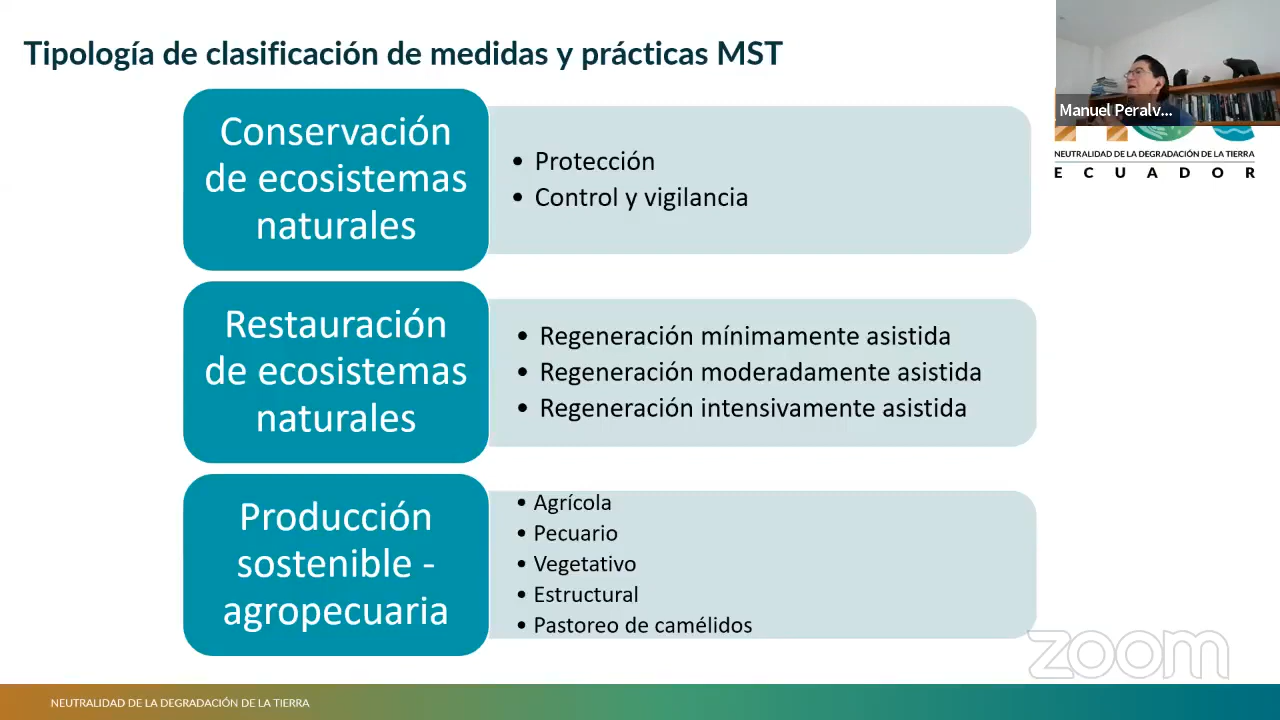 Tipología de clasificación de medidas y prácticas MST
Manuel Peralv...
NEUTRALIDAD DE LA DEGRADACIÓN DE LA TIERRA
ECUADOR
Conservación
de ecosistemas
naturales
• Protección
• Control y vigilancia
Restauración
de ecosistemas
naturales
• Regeneración mínimamente asistida
• Regeneración moderadamente asistida
• Regeneración intensivamente asistida
Producción
sostenible -
agropecuaria
• Agrícola
• Pecuario
• Vegetativo
• Estructural
• Pastoreo de camélidos
zoom
NEUTRALIDAD DE LA DEGRADACIÓN DE LA TIERRA